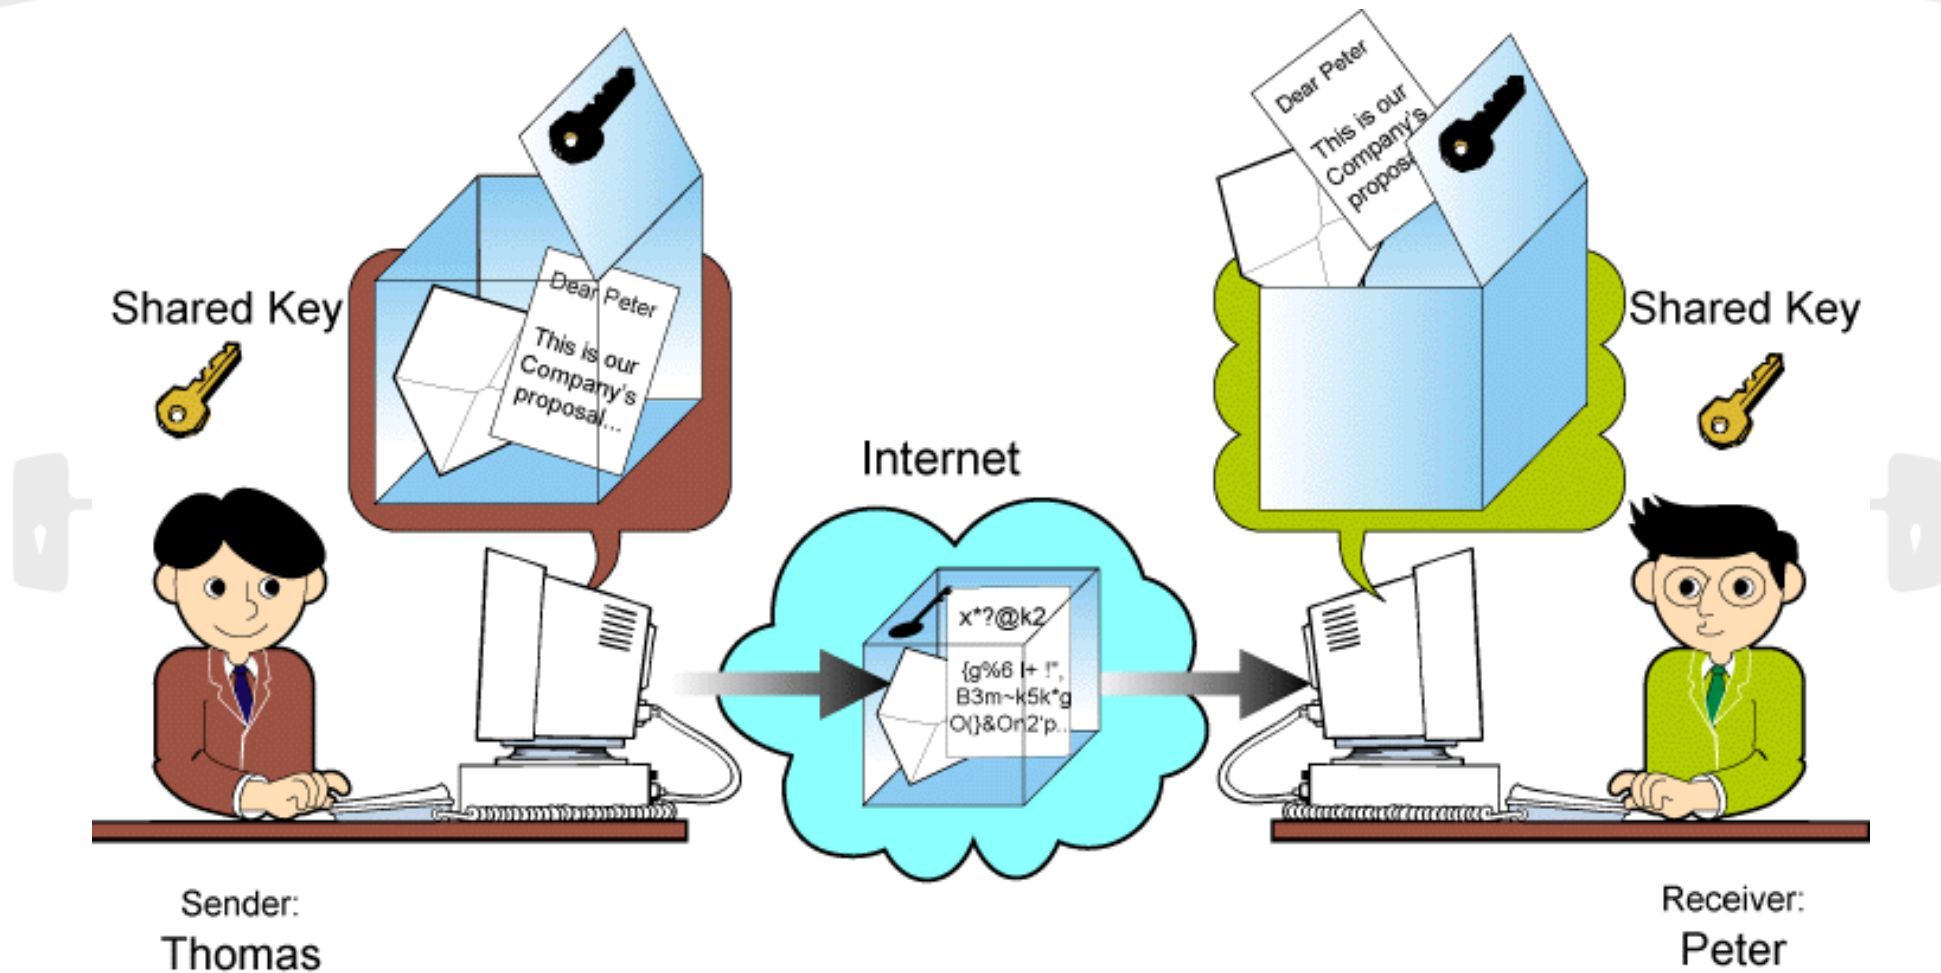 Shared Key
Dear Peter
This is our
Company's
proposal...
Internet
x*?@k2
{g%6 l+ !",
B3m~k5k*g
O(}&On2'p...
Dear Peter
This is our
Company's
Shared Key
Sender:
Thomas
Receiver:
Peter